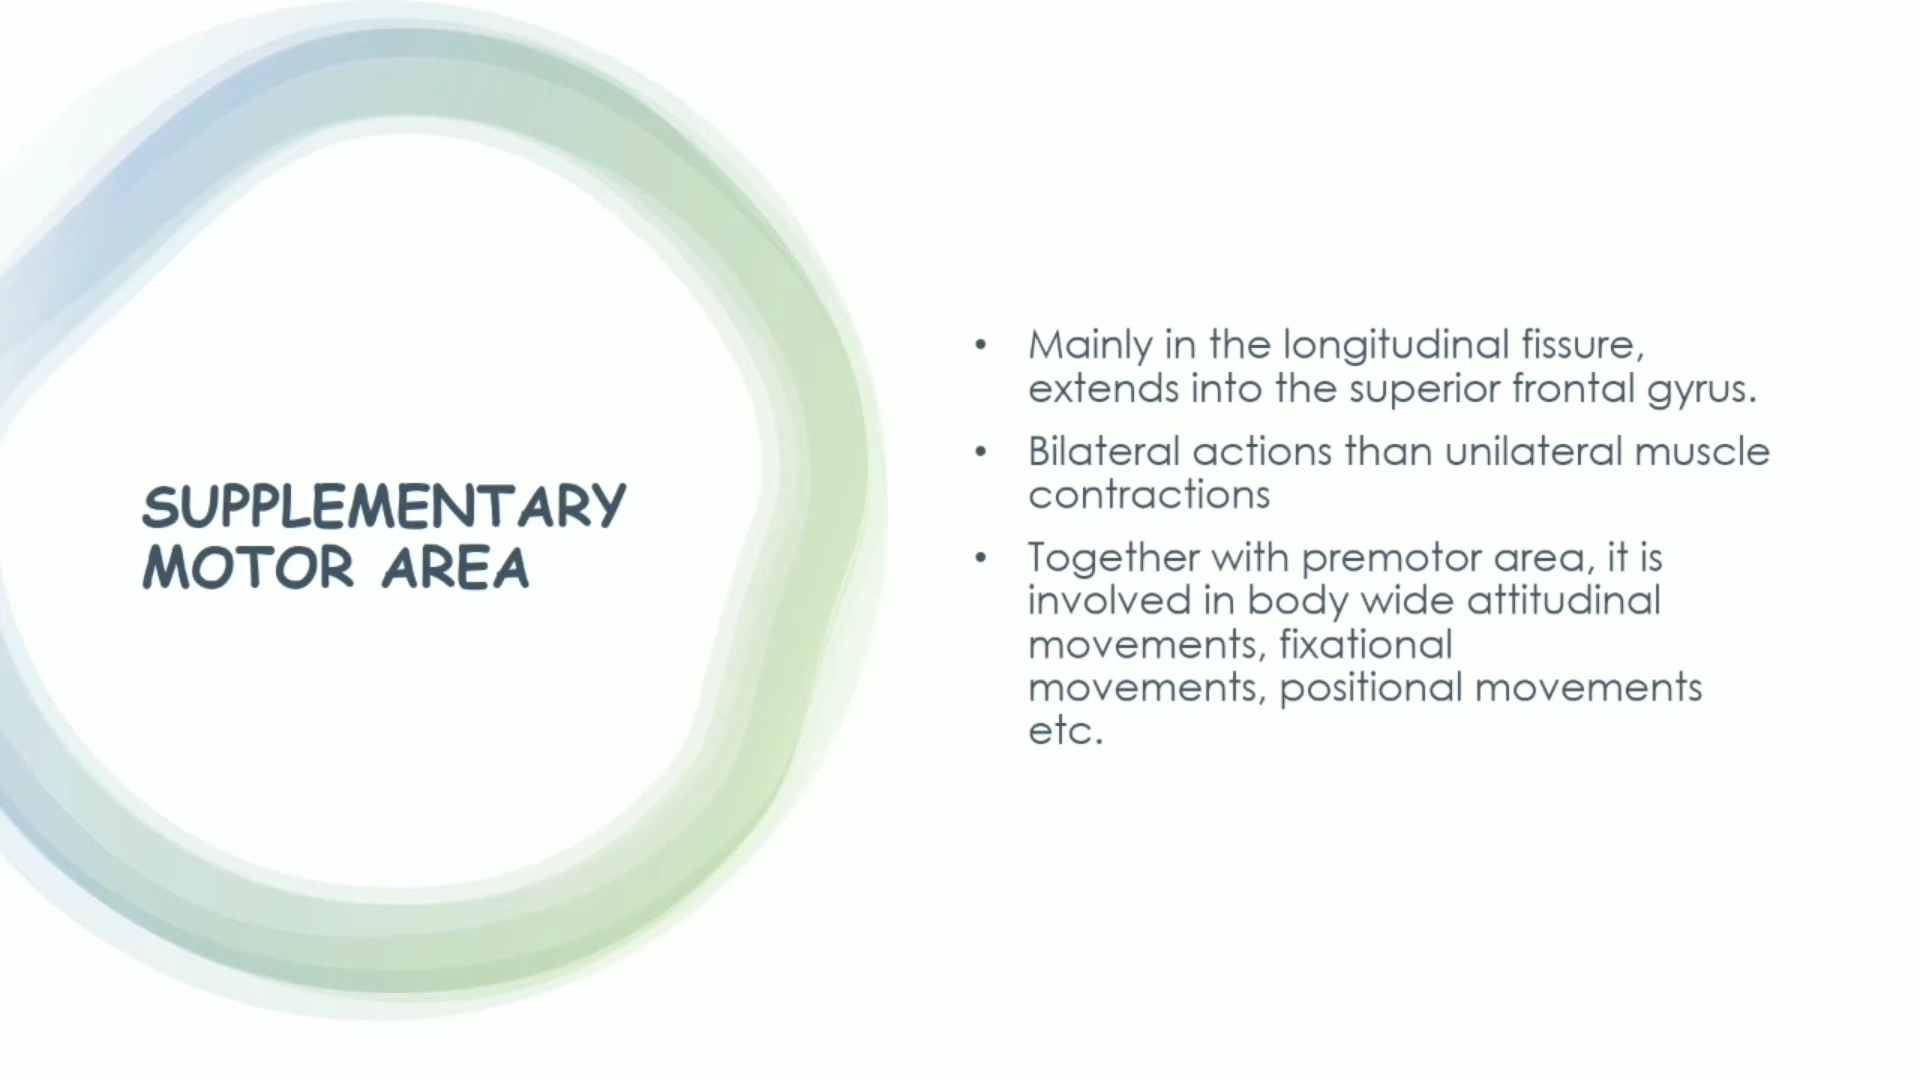 SUPPLEMENTARY
MOTOR AREA
• Mainly in the longitudinal fissure,
extends into the superior frontal gyrus.
• Bilateral actions than unilateral muscle
contractions
• Together with premotor area, it is
involved in body wide attitudinal
movements, fixational
movements, positional movements
etc.